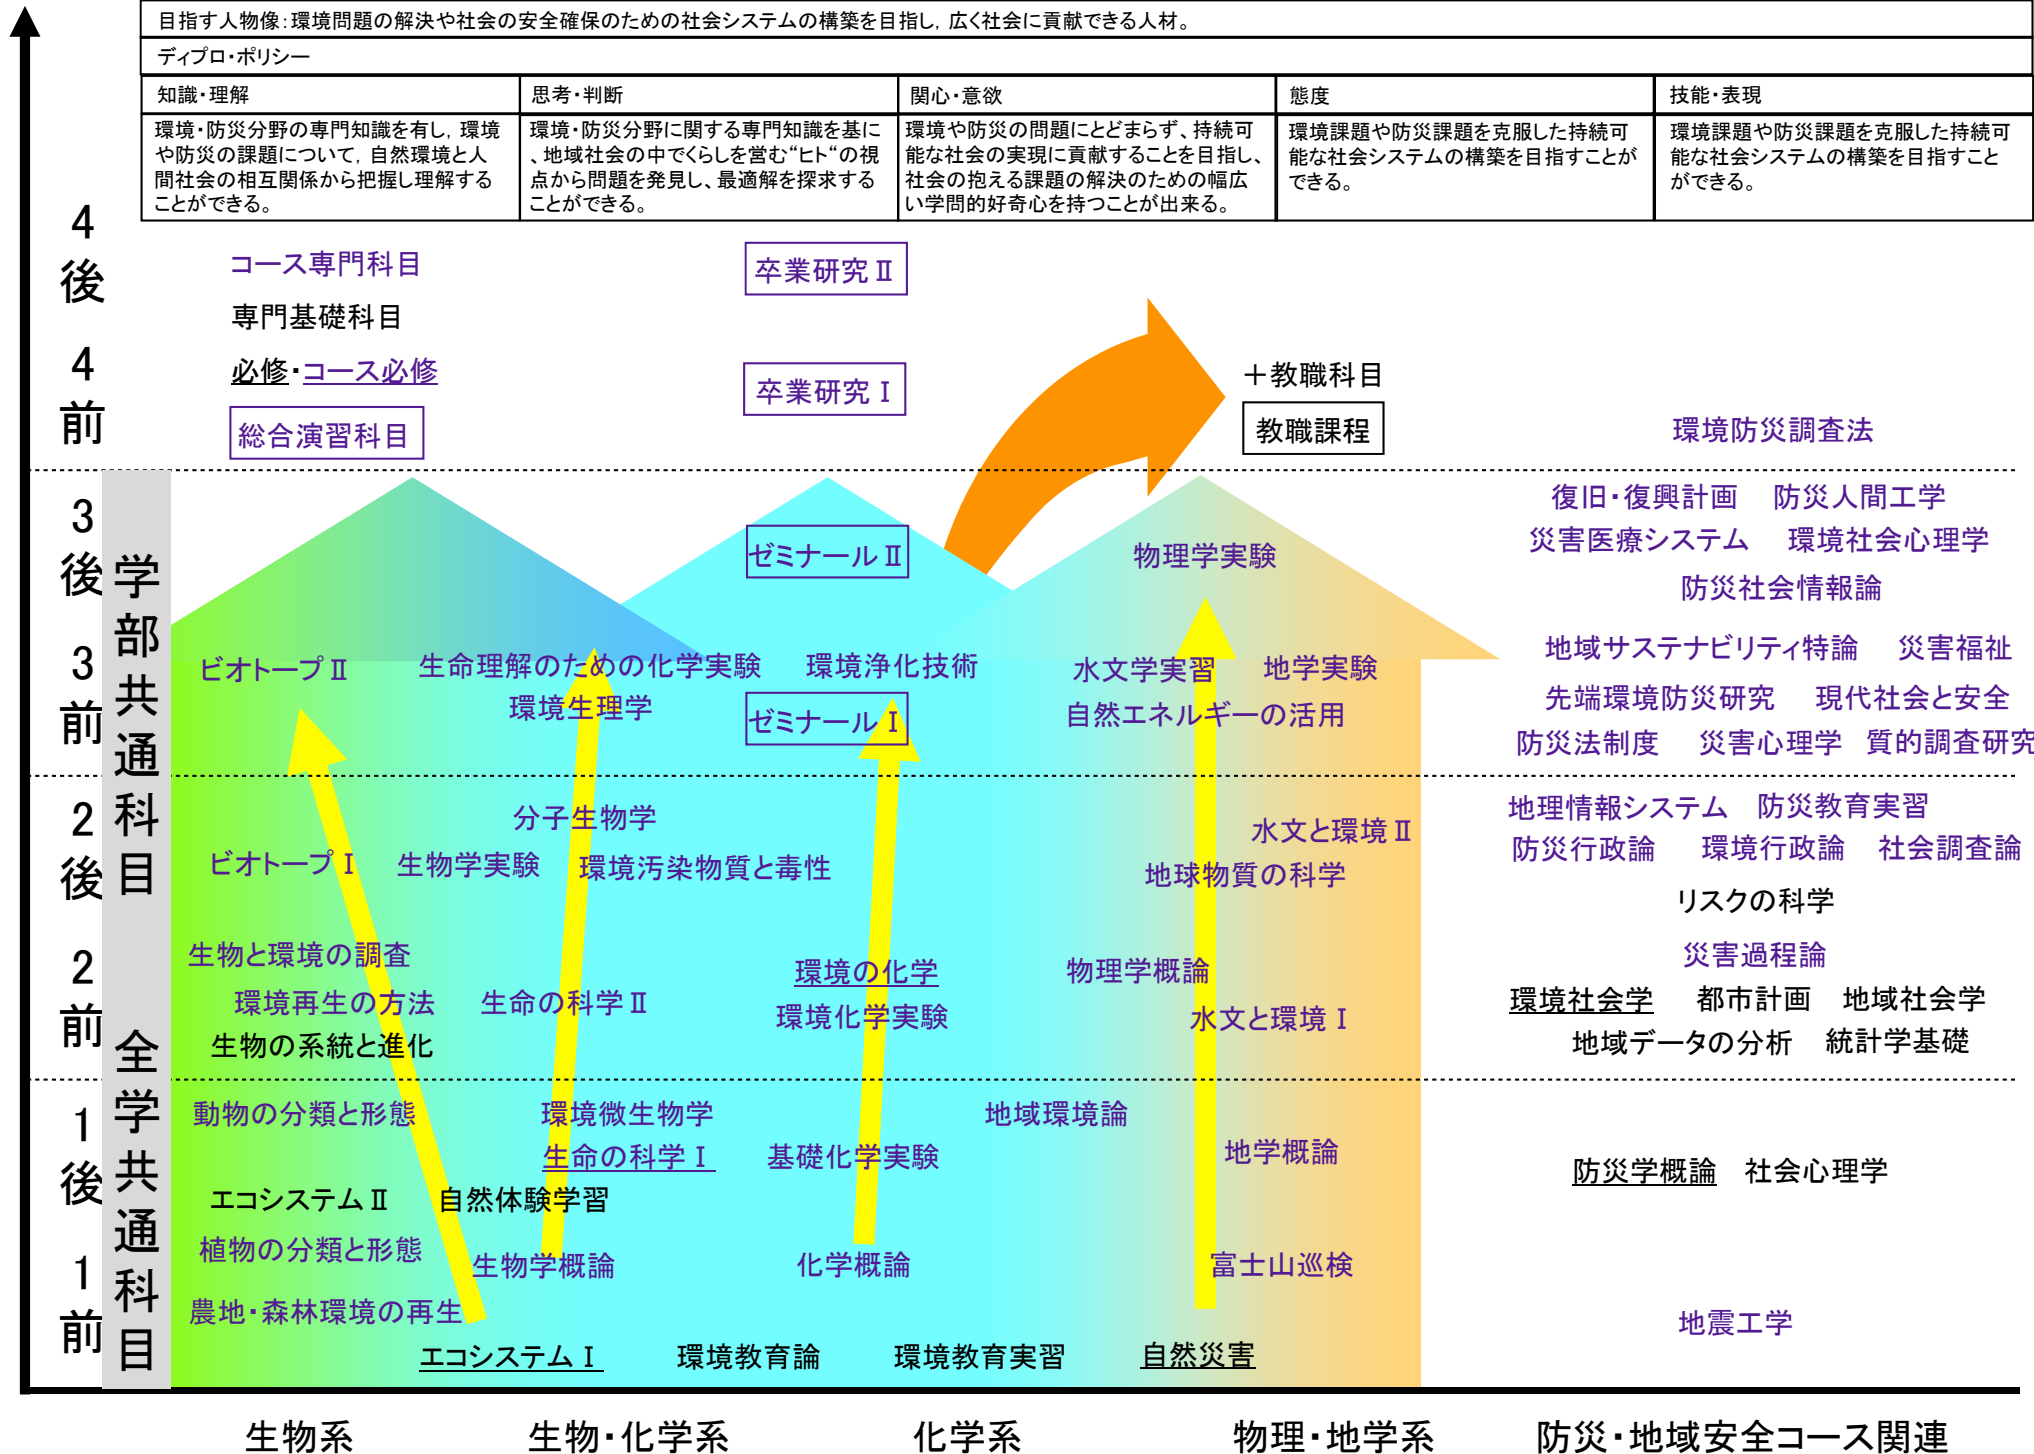 目指す人物像：環境問題の解決や社会の安全確保のための社会システムの構築を目指し，広く社会に貢献できる人材。
ディプロ・ポリシー
知識・理解
思考・判断
関心・意欲
態度
技能・表現
環境・防災分野の専門知識を有し，環境
や防災の課題について，自然環境と人
間社会の相互関係から把握し理解する
ことができる。
環境・防災分野に関する専門知識を基に
、地域社会の中でくらしを営む“ヒト“の視
点から問題を発見し、最適解を探求する
ことができる。
環境や防災の問題にとどまらず、持続可
能な社会の実現に貢献することを目指し、
社会の抱える課題の解決のための幅広
い学問的好奇心を持つことが出来る。
環境課題や防災課題を克服した持続可
能な社会システムの構築を目指すことが
できる。
環境課題や防災課題を克服した持続可
能な社会システムの構築を目指すこと
ができる。
4後
コース専門科目
卒業研究Ⅱ
専門基礎科目
4前
必修・コース必修
卒業研究Ⅰ
＋教職科目
総合演習科目
教職課程
環境防災調査法
学部共通科目
3後
ゼミナールⅡ
物理学実験
復旧・復興計画 防災人間工学
災害医療システム 環境社会心理学
防災社会情報論
3前
ビオトープⅡ
生命理解のための化学実験
環境浄化技術
水文学実習
地学実験
環境生理学
ゼミナールⅠ
自然エネルギーの活用
地域サステナビリティ特論 災害福祉
先端環境防災研究 現代社会と安全
防災法制度 災害心理学 質的調査研究
2後
分子生物学
水文と環境Ⅱ
ビオトープⅠ
生物学実験
環境汚染物質と毒性
地球物質の科学
地理情報システム 防災教育実習
防災行政論 環境行政論 社会調査論
リスクの科学
全学共通科目
2前
生物と環境の調査
環境の化学
物理学概論
環境再生の方法
生命の科学Ⅱ
環境化学実験
水文と環境Ⅰ
生物の系統と進化
災害過程論
環境社会学 都市計画 地域社会学
地域データの分析 統計学基礎
1後
動物の分類と形態
環境微生物学
地域環境論
生命の科学Ⅰ
基礎化学実験
地学概論
エコシステムⅡ
自然体験学習
防災学概論 社会心理学
1前
植物の分類と形態
生物学概論
化学概論
富士山巡検
農地・森林環境の再生
地震工学
エコシステムⅠ
環境教育論
環境教育実習
自然災害
生物系
生物・化学系
化学系
物理・地学系
防災・地域安全コース関連